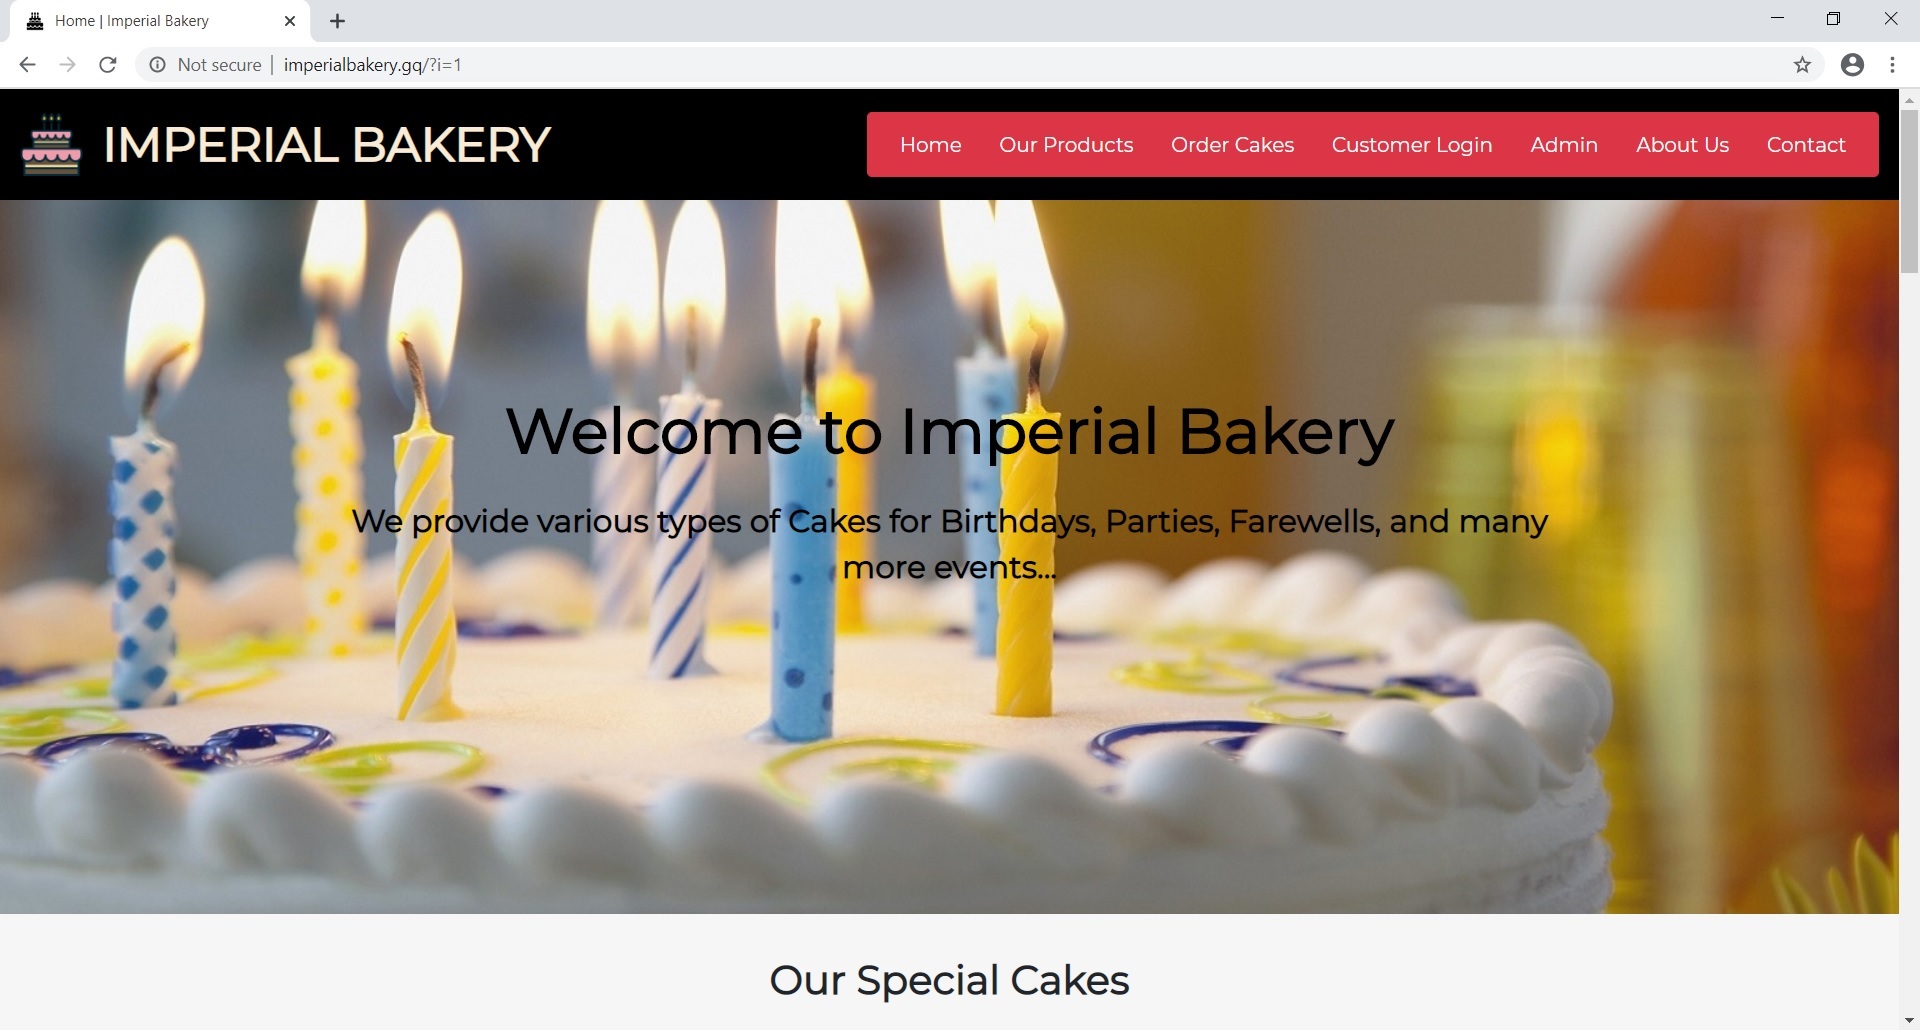 Home | Imperial Bakery
Not secure | imperialbakery.gq/?i=1
IMPERIAL BAKERY
Home Our Products Order Cakes Customer Login Admin About Us Contact
Welcome to Imperial Bakery
We provide various types of Cakes for Birthdays, Parties, Farewells, and many
more events...
Our Special Cakes